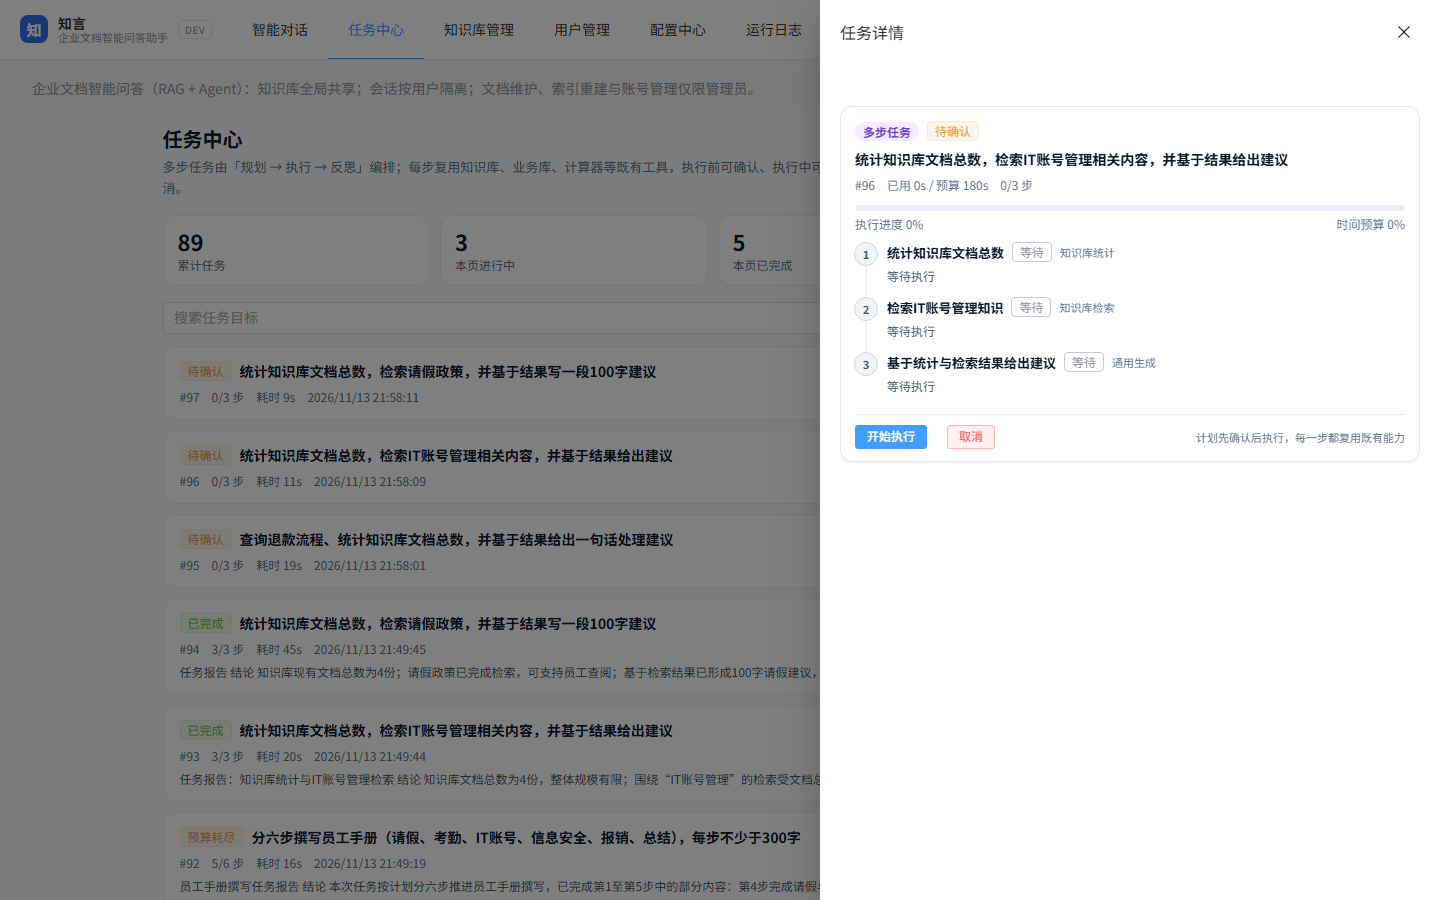 知
知言
企业文档智能问答助手
DEV
智能对话
任务中心
知识库管理
用户管理
配置中心
运行日志
企业文档智能问答（RAG + Agent）：知识库全局共享；会话按用户隔离；文档维护、索引重建与账号管理仅限管理员。
任务中心
多步任务由「规划 → 执行 → 反思」编排；每步复用知识库、业务库、计算器等既有工具，执行前可确认、执行中可
消。
89
累计任务
3
本页进行中
5
本页已完成
搜索任务目标
待确认 统计知识库文档总数，检索请假政策，并基于结果写一段100字建议
#97 0/3 步 耗时 9s 2026/11/13 21:58:11
待确认 统计知识库文档总数，检索IT账号管理相关内容，并基于结果给出建议
#96 0/3 步 耗时 11s 2026/11/13 21:58:09
待确认 查询退款流程、统计知识库文档总数，并基于结果给出一句话处理建议
#95 0/3 步 耗时 19s 2026/11/13 21:58:01
已完成 统计知识库文档总数，检索请假政策，并基于结果写一段100字建议
#94 3/3 步 耗时 45s 2026/11/13 21:49:45
任务报告 结论 知识库现有文档总数为4份；请假政策已完成检索，可支持员工查阅；基于检索结果已形成100字请假建议，
已完成 统计知识库文档总数，检索IT账号管理相关内容，并基于结果给出建议
#93 3/3 步 耗时 20s 2026/11/13 21:49:44
任务报告：知识库统计与IT账号管理检索 结论 知识库文档总数为4份，整体规模有限；围绕“IT账号管理”的检索受文档总
预算耗尽 分六步撰写员工手册（请假、考勤、IT账号、信息安全、报销、总结），每步不少于300字
#92 5/6 步 耗时 16s 2026/11/13 21:49:19
员工手册撰写任务报告 结论 本次任务按计划分六步推进员工手册撰写，已完成第1至第5步中的部分内容：第4步完成请假
任务详情
多步任务 待确认
统计知识库文档总数，检索IT账号管理相关内容，并基于结果给出建议
#96 已用 0s / 预算 180s 0/3 步
执行进度 0% 时间预算 0%
1 统计知识库文档总数 等待 知识库统计
等待执行
2 检索IT账号管理知识 等待 知识库检索
等待执行
3 基于统计与检索结果给出建议 等待 通用生成
等待执行
开始执行 取消 计划先确认后执行，每一步都复用既有能力